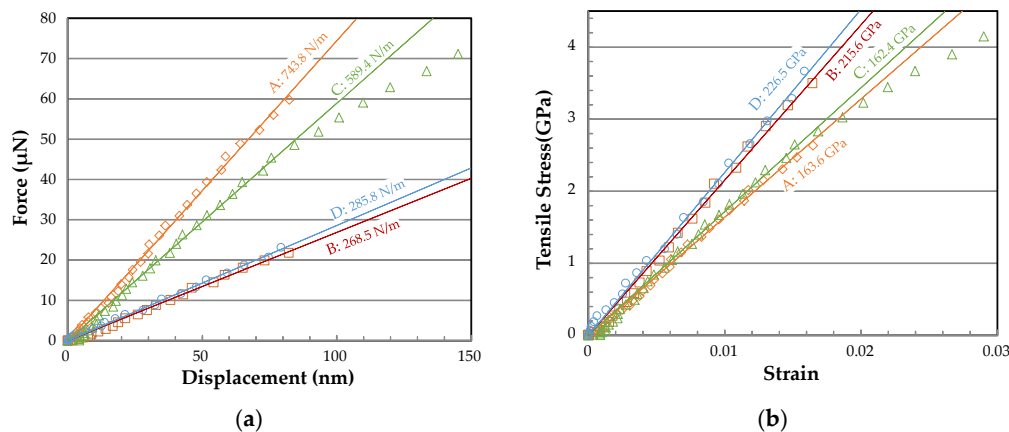 80
70
60
50
40
30
20
10
0
Force (μN)
0
50
100
150
Displacement (nm)
A: 743.8 N/m
C: 589.4 N/m
D: 285.8 N/m
B: 268.5 N/m
(a)
4
3
2
1
0
Tensile Stress(GPa)
0
0.01
0.02
0.03
Strain
D: 226.5 GPa
B: 215.6 GPa
C: 162.4 GPa
A: 163.6 GPa
(b)